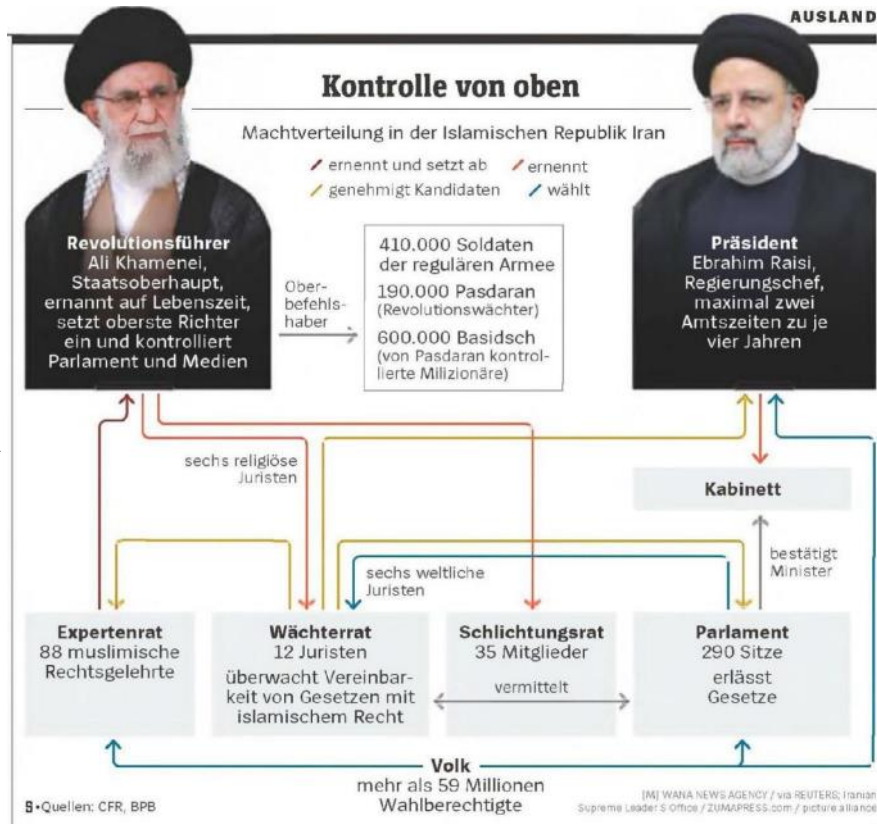 AUSLAND
Kontrolle von oben
Machtverteilung in der Islamischen Republik Iran
ernennt und setzt ab
ernennt
genehmigt Kandidaten
wählt
Revolutionsführer
Ali Khamenei,
Staatsoberhaupt,
ernannt auf Lebenszeit,
setzt oberste Richter
ein und kontrolliert
Parlament und Medien
Ober-
befehls-
haber
410.000 Soldaten
der regulären Armee
190.000 Pasdaran
(Revolutionswächter)
600.000 Basidsch
(von Pasdaran kontrol-
lierte Milizionäre)
Präsident
Ebrahim Raisi,
Regierungschef,
maximal zwei
Amtszeiten zu je
vier Jahren
sechs religiöse
Juristen
Kabinett
bestätigt
Minister
sechs weltliche
Juristen
Expertenrat
88 muslimische
Rechtsgelehrte
Wächterrat
12 Juristen
überwacht Vereinbar-
keit von Gesetzen mit
islamischem Recht
Schlichtungsrat
35 Mitglieder
vermittelt
Parlament
290 Sitze
erlässt
Gesetze
Volk
mehr als 59 Millionen
Wahlberechtigte
S•Quellen: CFR, BPB
[M] WANA NEWS AGENCY / via REUTERS; Iranian
Supreme Leader S Office / ZUMAPRESS.com / picture alliance